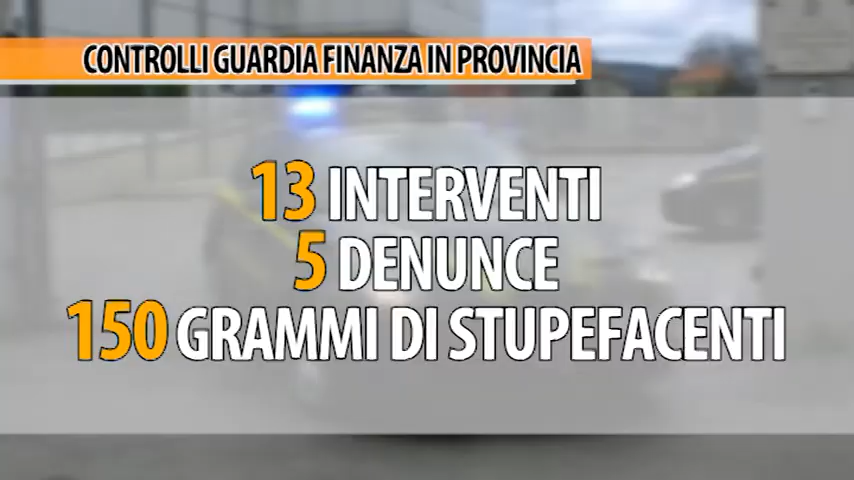 CONTROLLI GUARDIA FINANZA IN PROVINCIA
13 INTERVENTI
5 DENUNCE
150 GRAMMI DI STUPEFACENTI